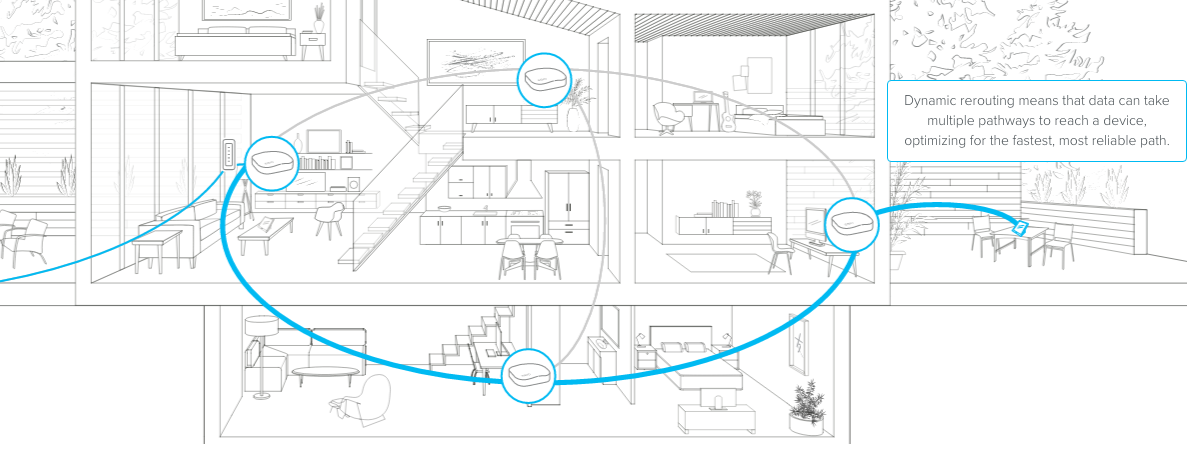 Dynamic rerouting means that data can take
multiple pathways to reach a device,
optimizing for the fastest, most reliable path.